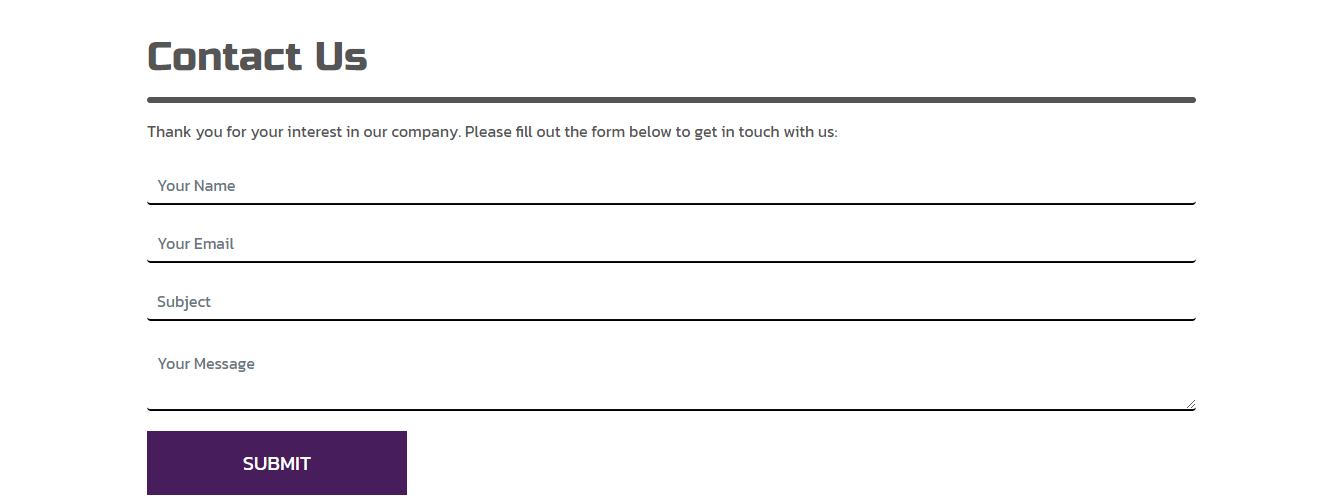 Contact Us
Thank you for your interest in our company. Please fill out the form below to get in touch with us:
Your Name
Your Email
Subject
Your Message
SUBMIT